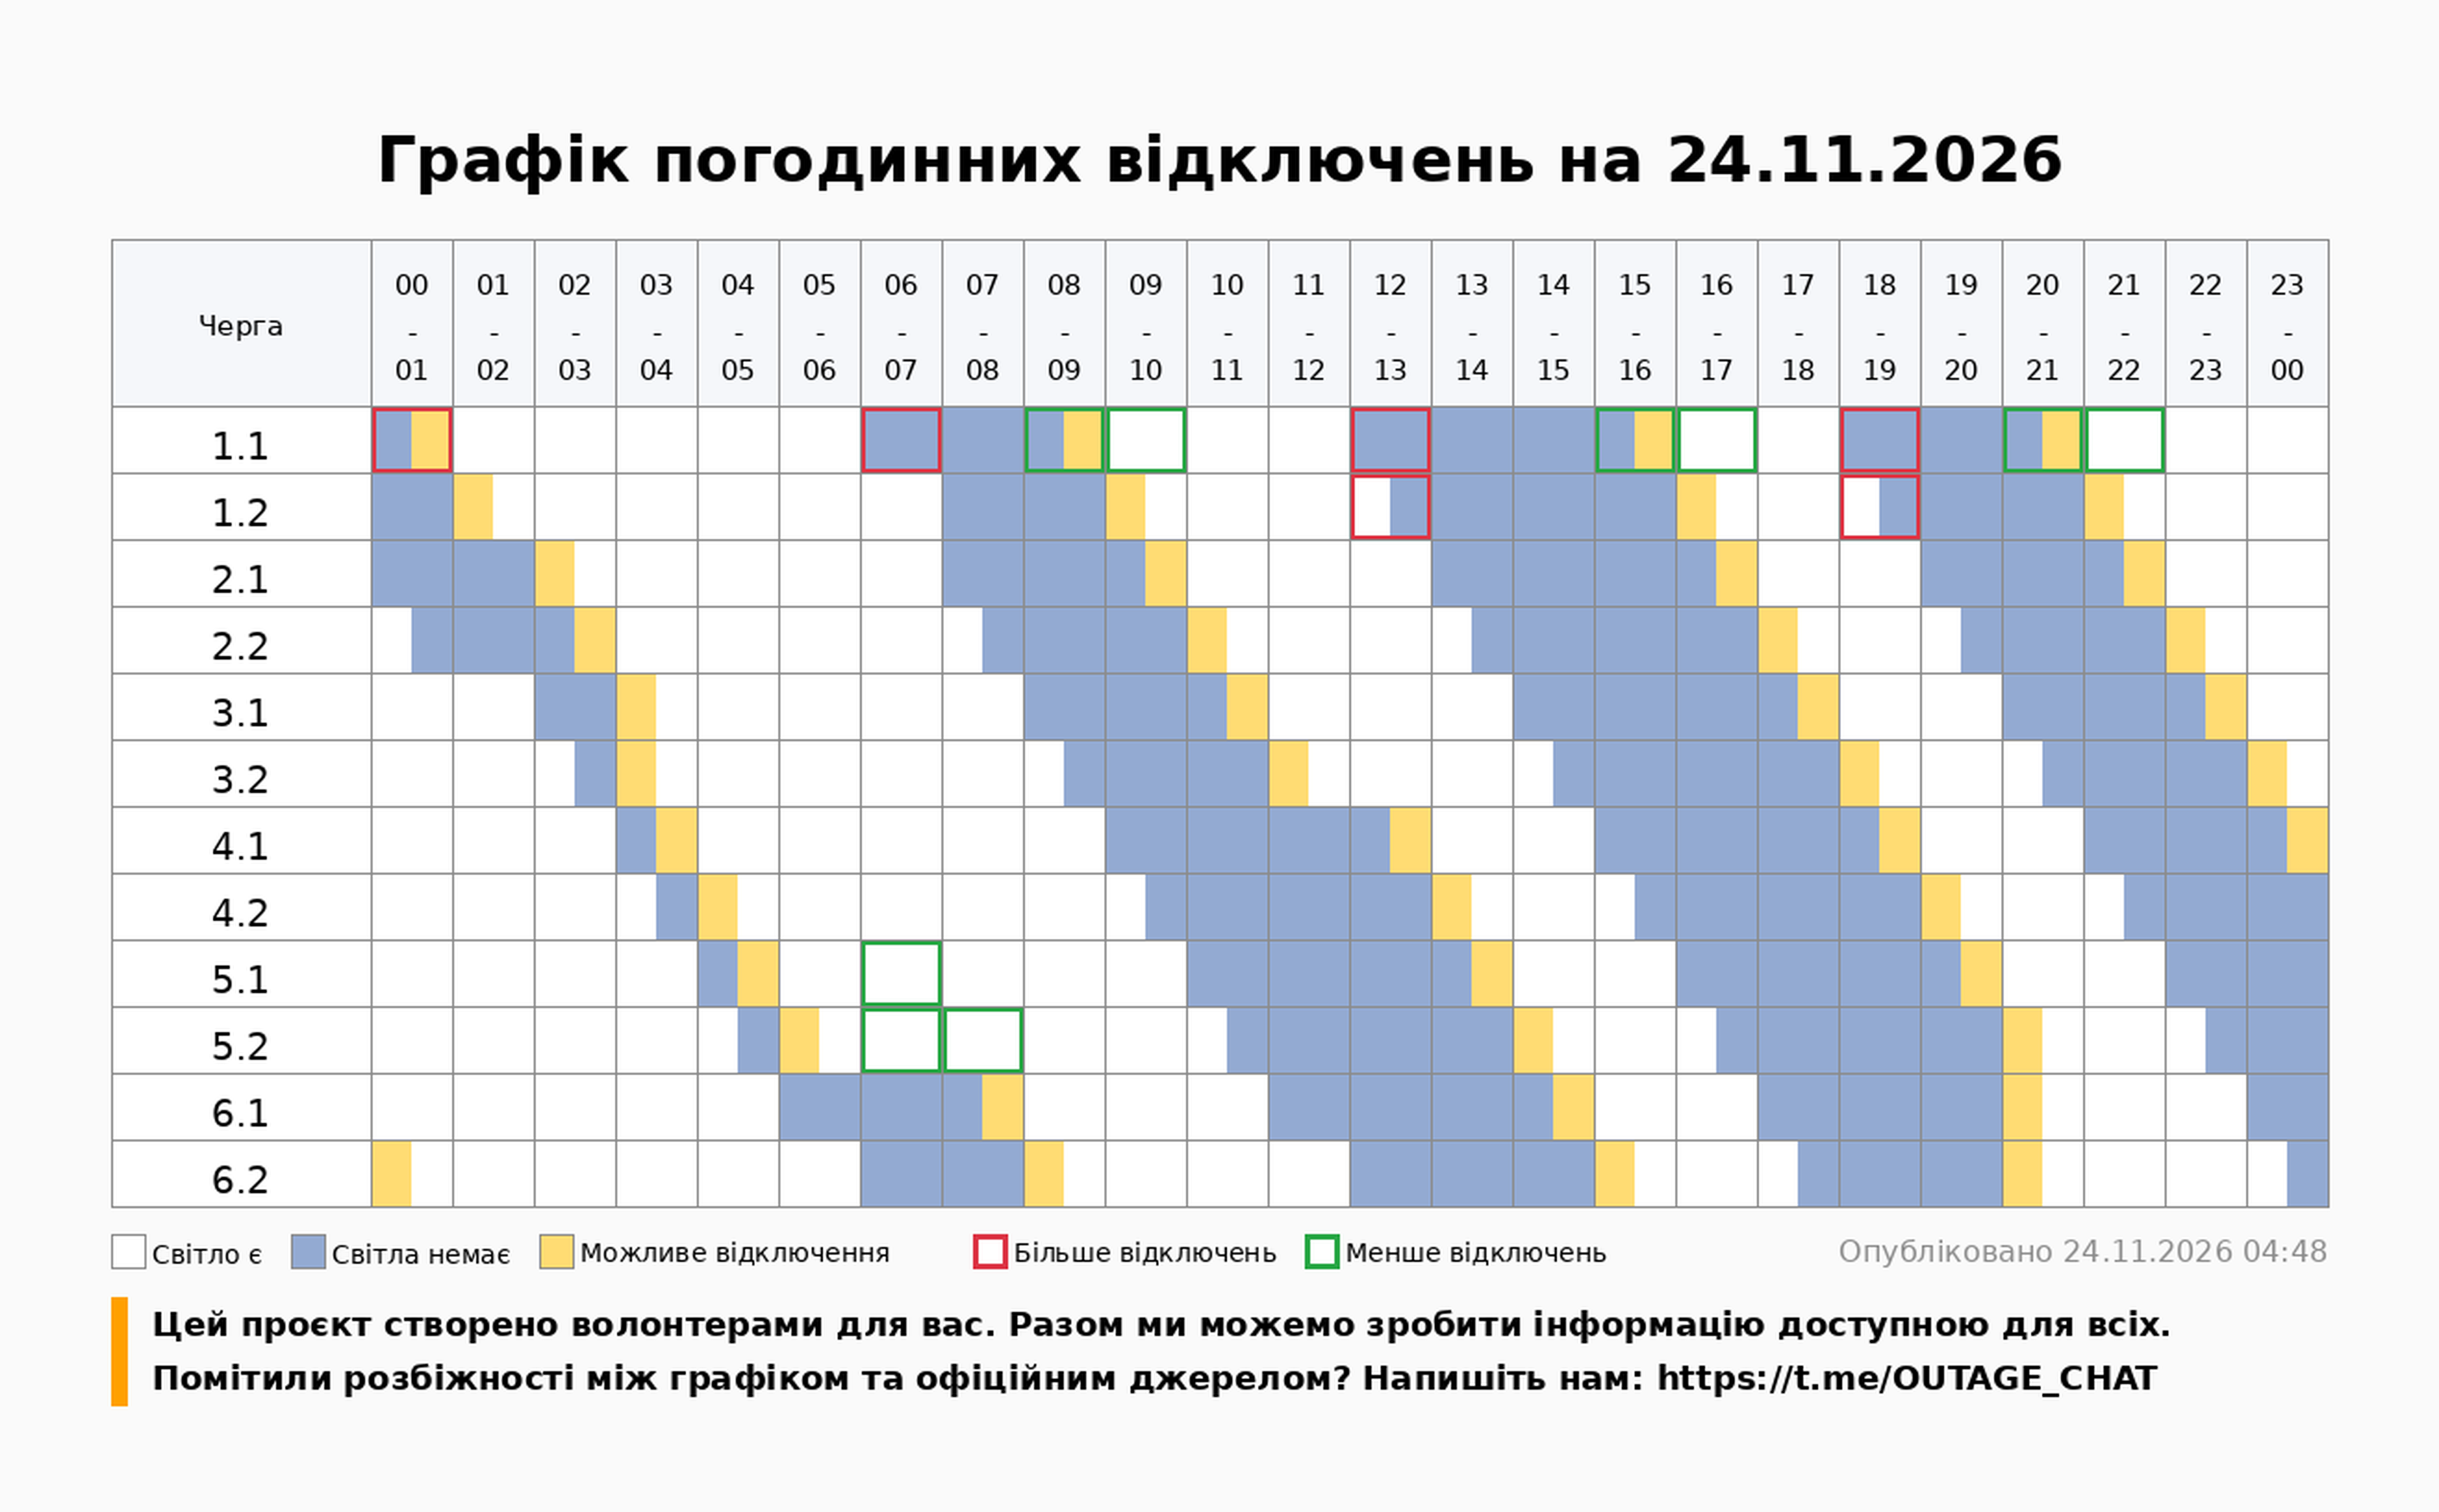 Графік погодинних відключень на 24.11.2026
Черга 00 - 01 01 - 02 02 - 03 03 - 04 04 - 05 05 - 06 06 - 07 07 - 08 08 - 09 09 - 10 10 - 11 11 - 12 12 - 13 13 - 14 14 - 15 15 - 16 16 - 17 17 - 18 18 - 19 19 - 20 20 - 21 21 - 22 22 - 23 23 - 00
1.1
1.2
2.1
2.2
3.1
3.2
4.1
4.2
5.1
5.2
6.1
6.2
Світло є Світла немає Можливе відключення Більше відключень Менше відключень Опубліковано 24.11.2026 04:48
Цей проєкт створено волонтерами для вас. Разом ми можемо зробити інформацію доступною для всіх.
Помітили розбіжності між графіком та офіційним джерелом? Напишіть нам: https://t.me/OUTAGE_CHAT